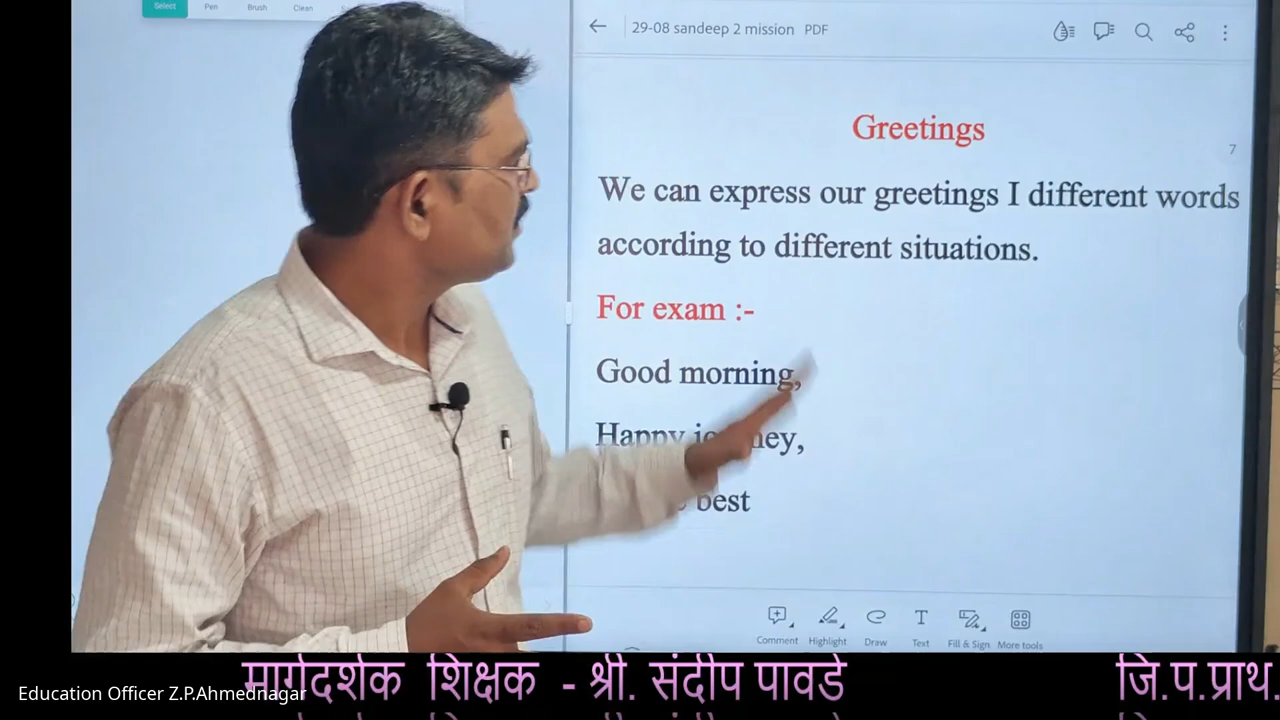 Select Pen Brush Clean
29-08 sandeep 2 mission PDF
Greetings
7
We can express our greetings I different words
according to different situations.
For exam :-
Good morning,
Happy
best
Comment Highlight Draw Text Fill & Sign More tools
मार्गदर्शक शिक्षक - श्री. संदीप पावडे जि.प.प्राथ.
Education Officer Z.P.Ahmednagar